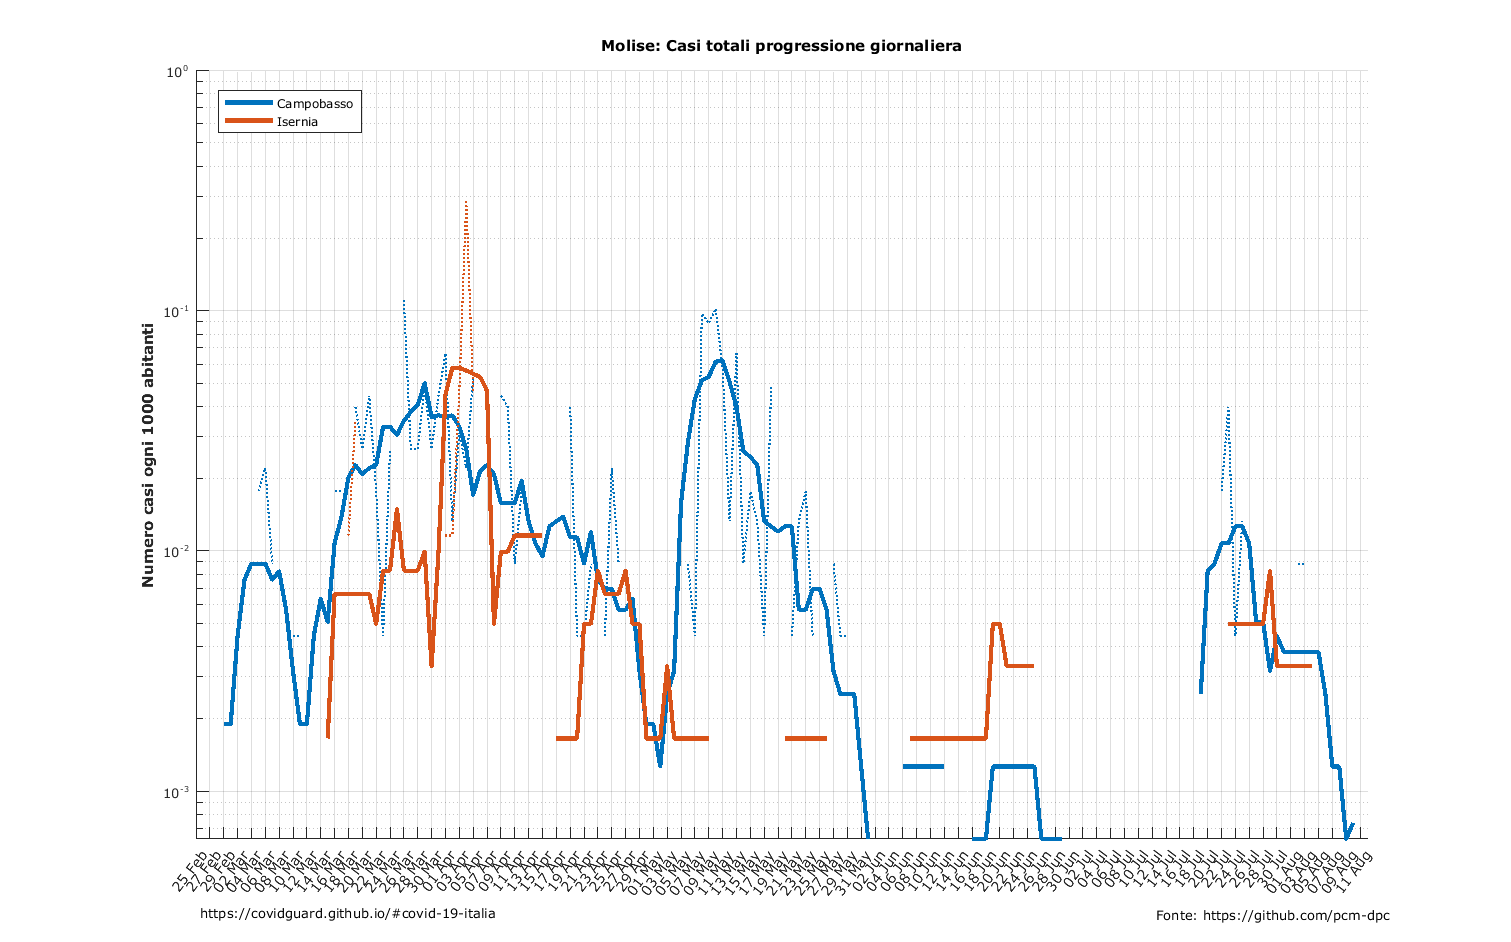 Molise: Casi totali progressione giornaliera
Numero casi ogni 1000 abitanti
10^0
10^-1
10^-2
10^-3
Campobasso
Isernia
25 Feb
27 Feb
29 Feb
02 Mar
04 Mar
06 Mar
08 Mar
10 Mar
12 Mar
14 Mar
16 Mar
18 Mar
20 Mar
22 Mar
24 Mar
26 Mar
28 Mar
30 Mar
01 Apr
03 Apr
05 Apr
07 Apr
09 Apr
11 Apr
13 Apr
15 Apr
17 Apr
19 Apr
21 Apr
23 Apr
25 Apr
27 Apr
29 Apr
01 May
03 May
05 May
07 May
09 May
11 May
13 May
15 May
17 May
19 May
21 May
23 May
25 May
27 May
29 May
31 May
02 Jun
04 Jun
06 Jun
08 Jun
10 Jun
12 Jun
14 Jun
16 Jun
18 Jun
20 Jun
22 Jun
24 Jun
26 Jun
28 Jun
30 Jun
02 Jul
04 Jul
06 Jul
08 Jul
10 Jul
12 Jul
14 Jul
16 Jul
18 Jul
20 Jul
22 Jul
24 Jul
26 Jul
28 Jul
30 Jul
01 Aug
03 Aug
05 Aug
07 Aug
09 Aug
11 Aug
https://covidguard.github.io/#covid-19-italia
Fonte: https://github.com/pcm-dpc